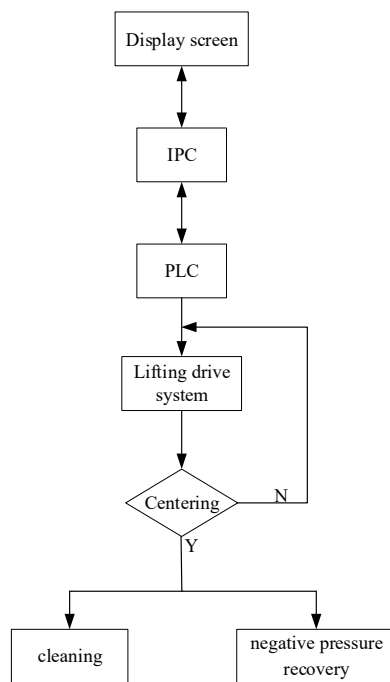 Display screen
IPC
PLC
Lifting drive
system
Centering
N
Y
cleaning
negative pressure
recovery